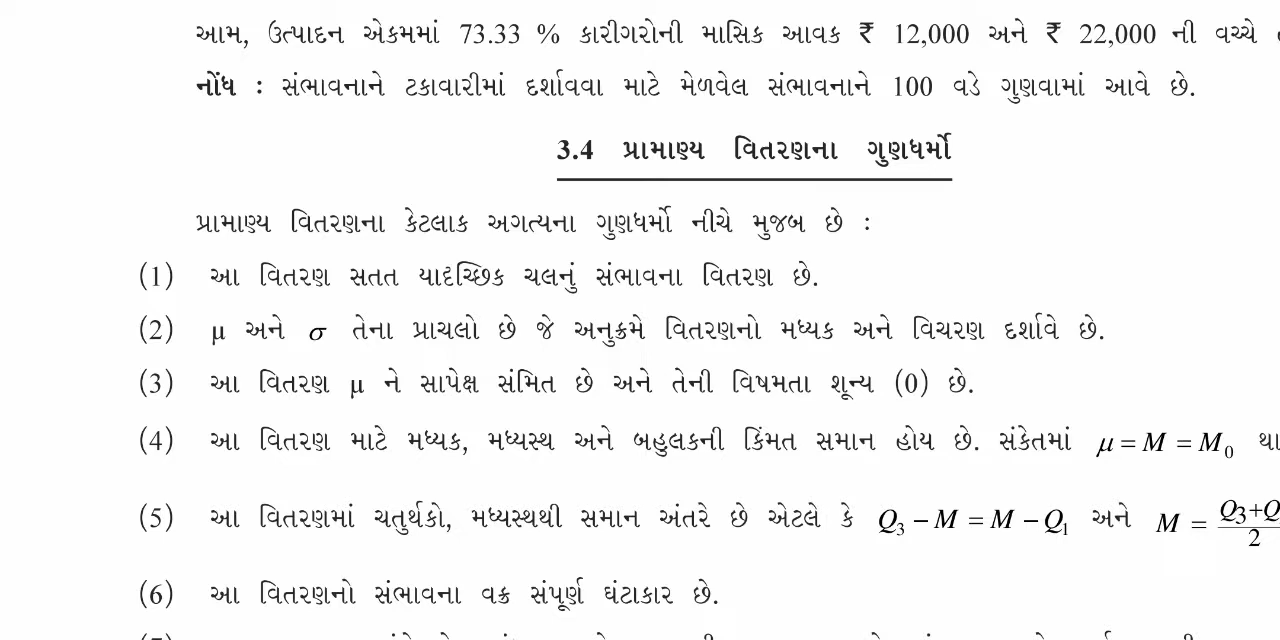 આમ, ઉત્પાદન એકમમાં 73.33 % કારીગરોની માસિક આવક ₹ 12,000 અને ₹ 22,000 ની વચ્ચે
નોંધ : સંભાવનાને ટકાવારીમાં દર્શાવવા માટે મેળવેલ સંભાવનાને 100 વડે ગુણવામાં આવે છે.
3.4 પ્રામાણ્ય વિતરણના ગુણધર્મો
પ્રામાણ્ય વિતરણના કેટલાક અગત્યના ગુણધર્મો નીચે મુજબ છે :
(1) આ વિતરણ સતત યાદૃચ્છિક ચલનું સંભાવના વિતરણ છે.
(2) μ અને σ તેના પ્રાચલો છે જે અનુક્રમે વિતરણનો મધ્યક અને વિચરણ દર્શાવે છે.
(3) આ વિતરણ μ ને સાપેક્ષ સંમિત છે અને તેની વિષમતા શૂન્ય (0) છે.
(4) આ વિતરણ માટે મધ્યક, મધ્યસ્થ અને બહુલકની કિંમત સમાન હોય છે. સંકેતમાં μ = M = M₀ થા
(5) આ વિતરણમાં ચતુર્થકો, મધ્યસ્થથી સમાન અંતરે છે એટલે કે Q₃ − M = M − Q₁ અને M = Q3+Q/2
(6) આ વિતરણનો સંભાવના વક્ર સંપૂર્ણ ઘંટાકાર છે.